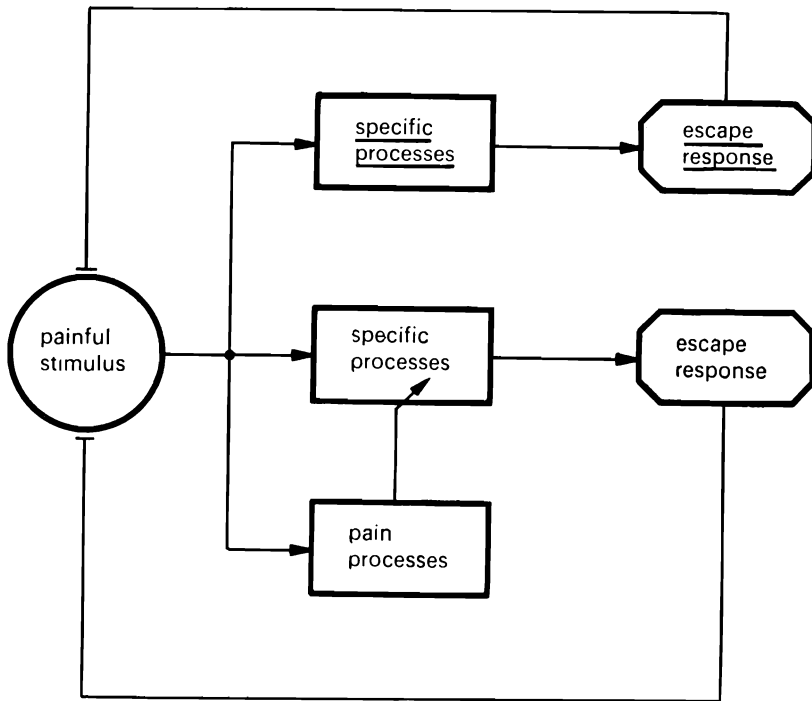 specific
processes
escape
response
painful
stimulus
specific
processes
escape
response
pain
processes